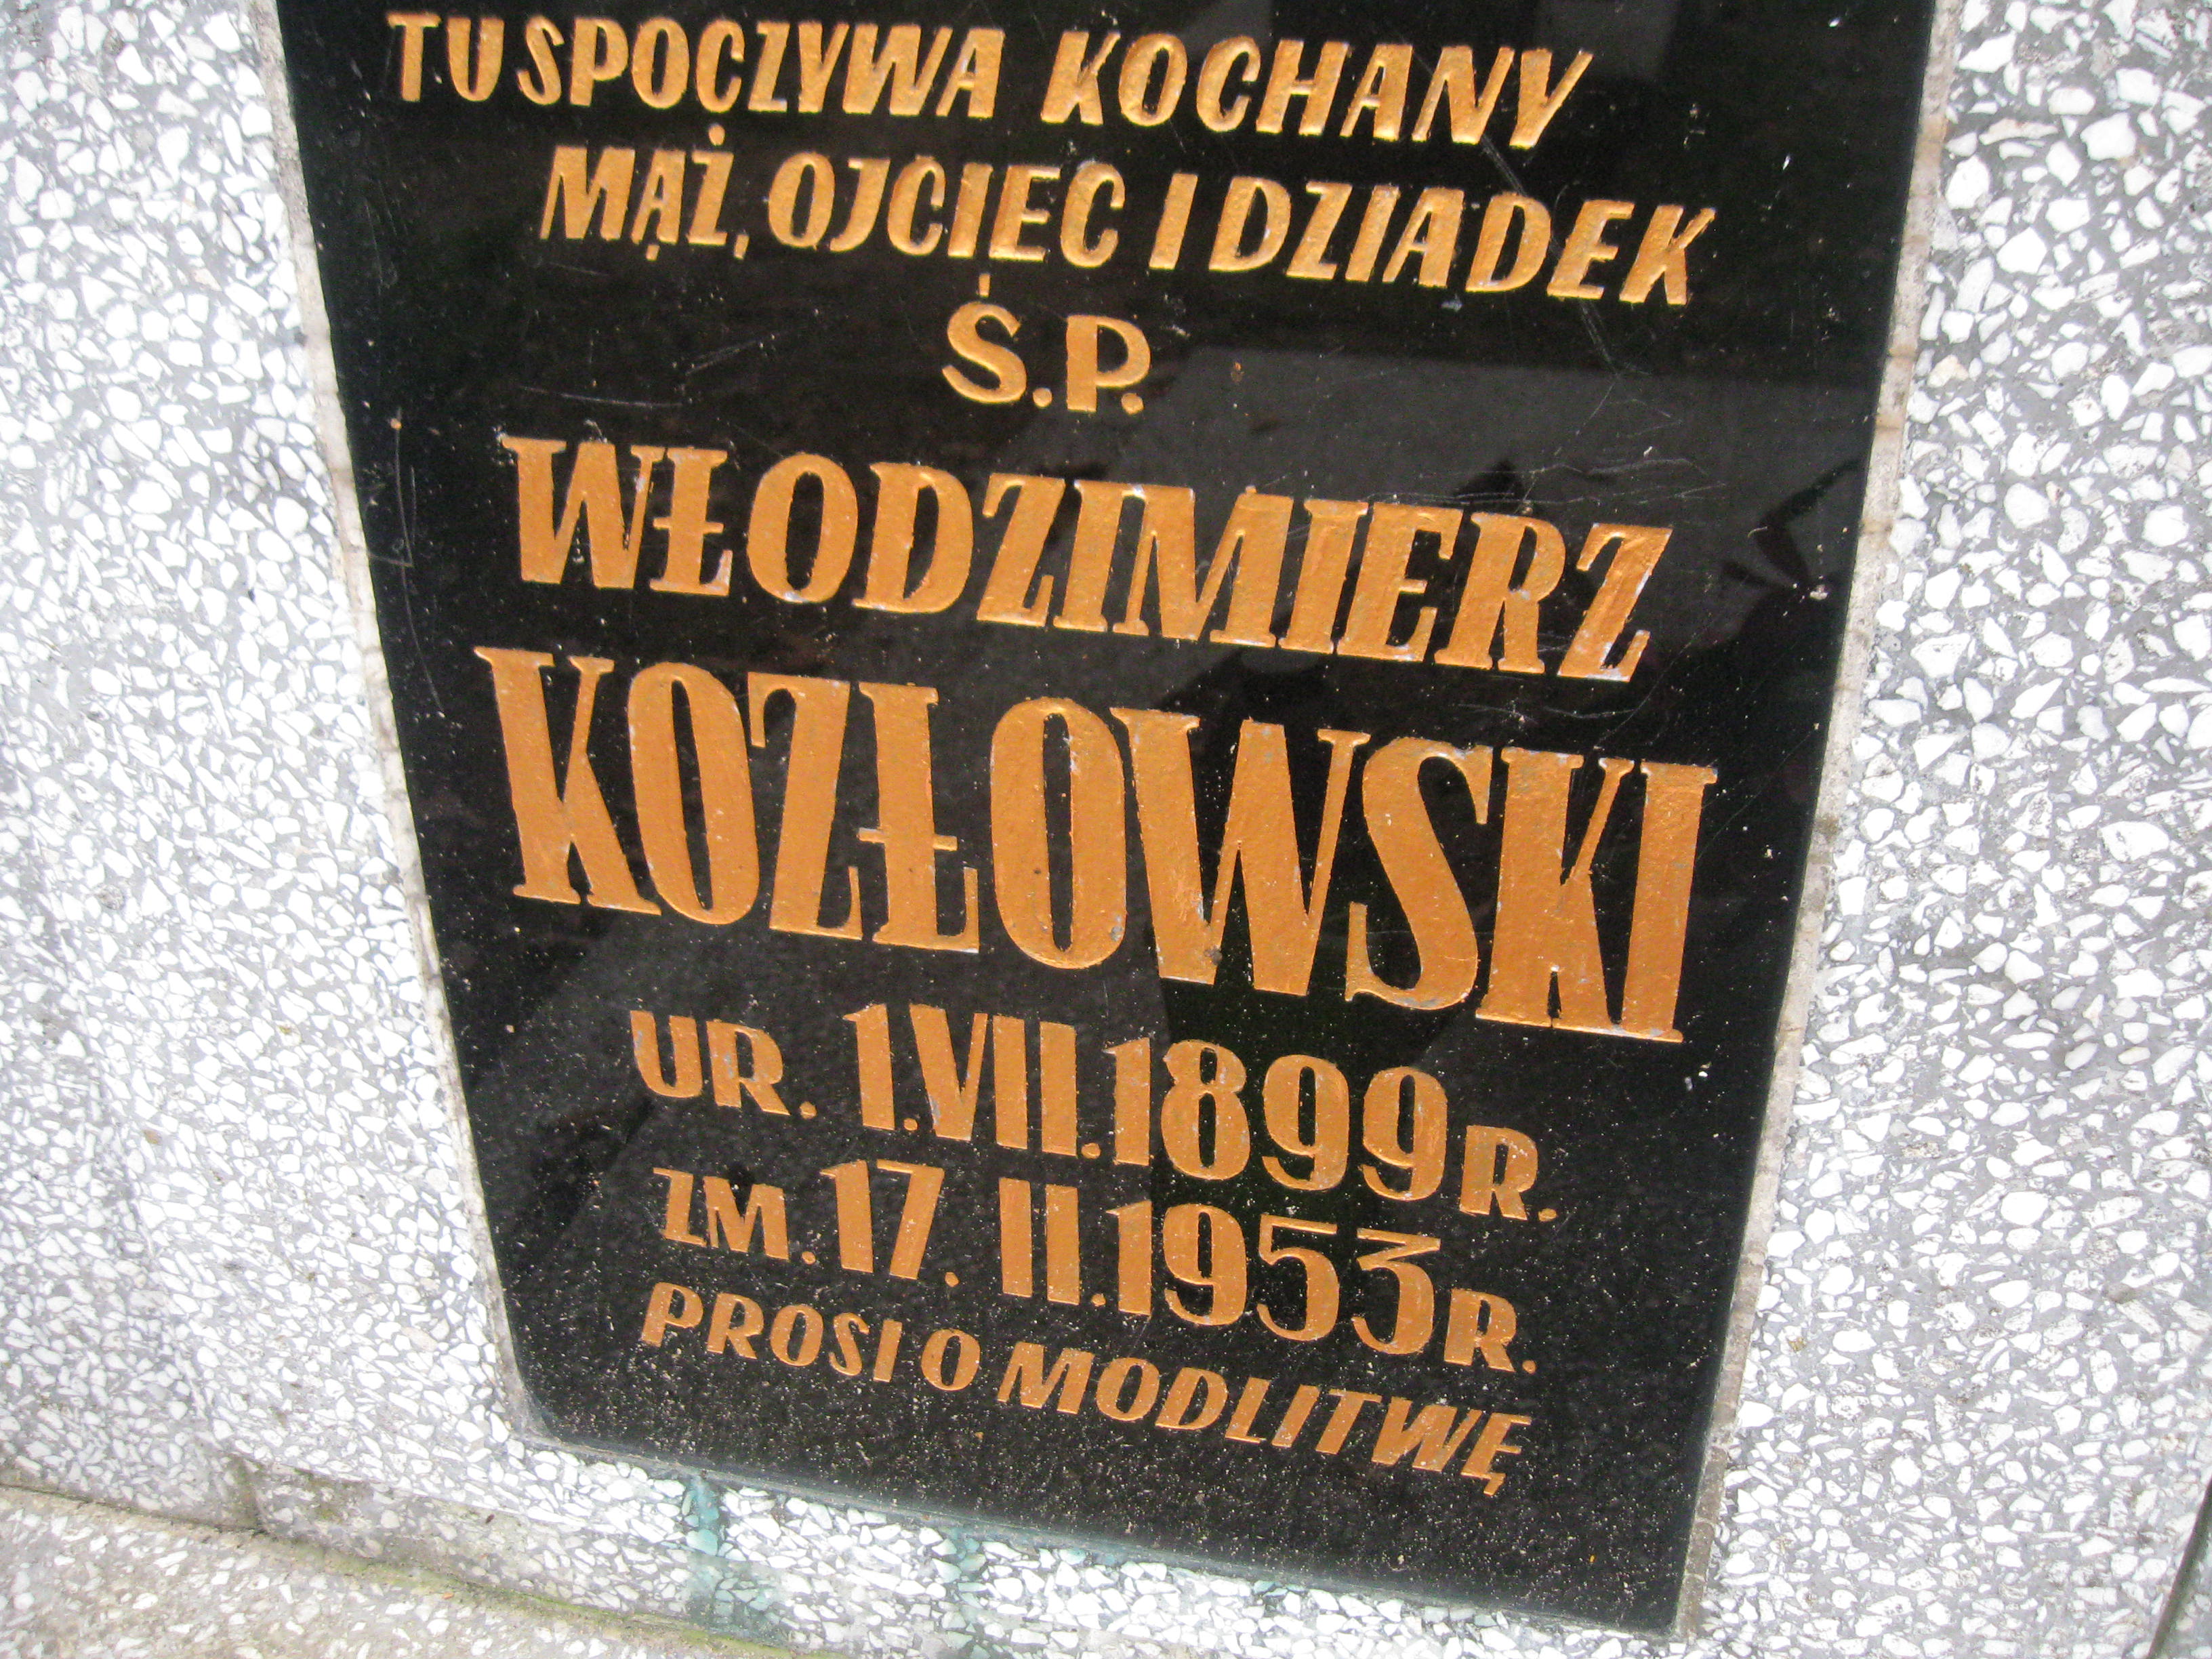 TU SPOCZYWA KOCHANY
MĄŻ, OJCIEC I DZIADEK
Ś.P.
WŁODZIMIERZ
KOZŁOWSKI
UR. 1.VII.1899 R.
ZM. 17. II.1953 R.
PROSI O MODLITWĘ